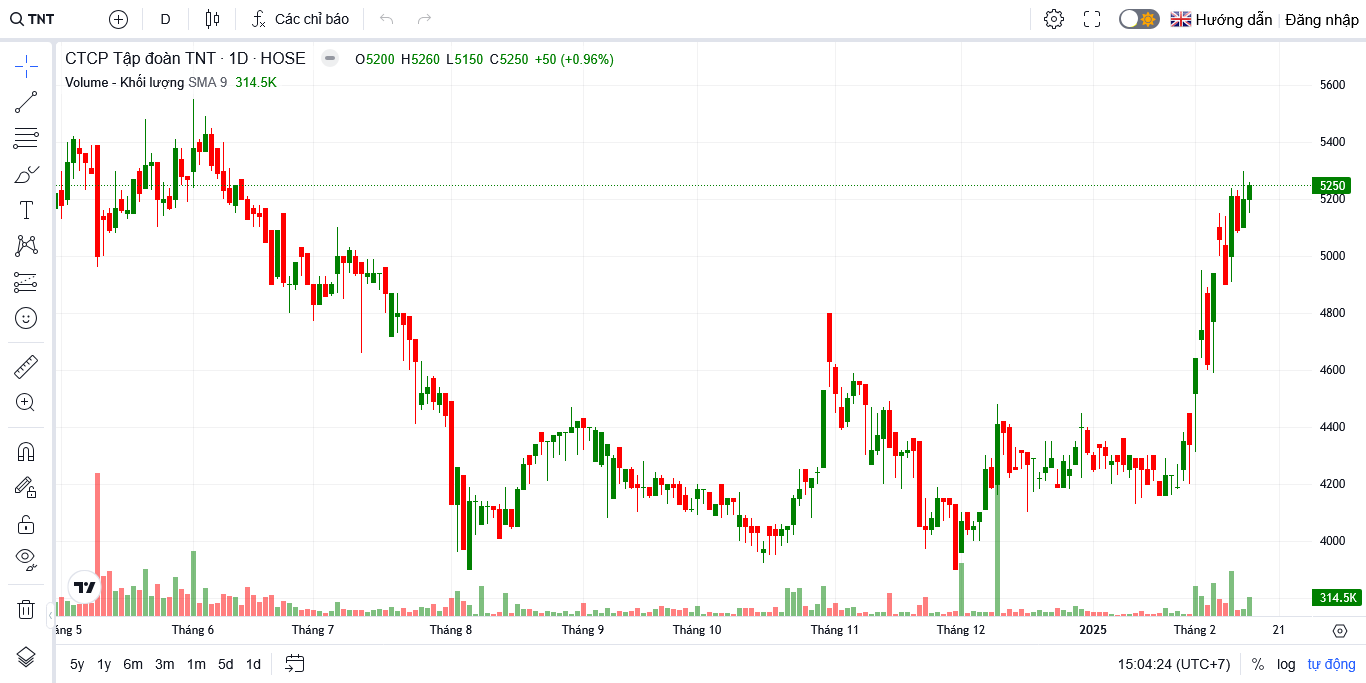 TNT D Các chỉ báo Hướng dẫn Đăng nhập
CTCP Tập đoàn TNT · 1D · HOSE O5200 H5260 L5150 C5250 +50 (+0.96%)
Volume - Khối lượng SMA 9 314.5K
5600
5400
5250
5200
5000
4800
4600
4400
4200
4000
314.5K
áng 5 Tháng 6 Tháng 7 Tháng 8 Tháng 9 Tháng 10 Tháng 11 Tháng 12 2025 Tháng 2 21
5y 1y 6m 3m 1m 5d 1d 15:04:24 (UTC+7) % log tự động